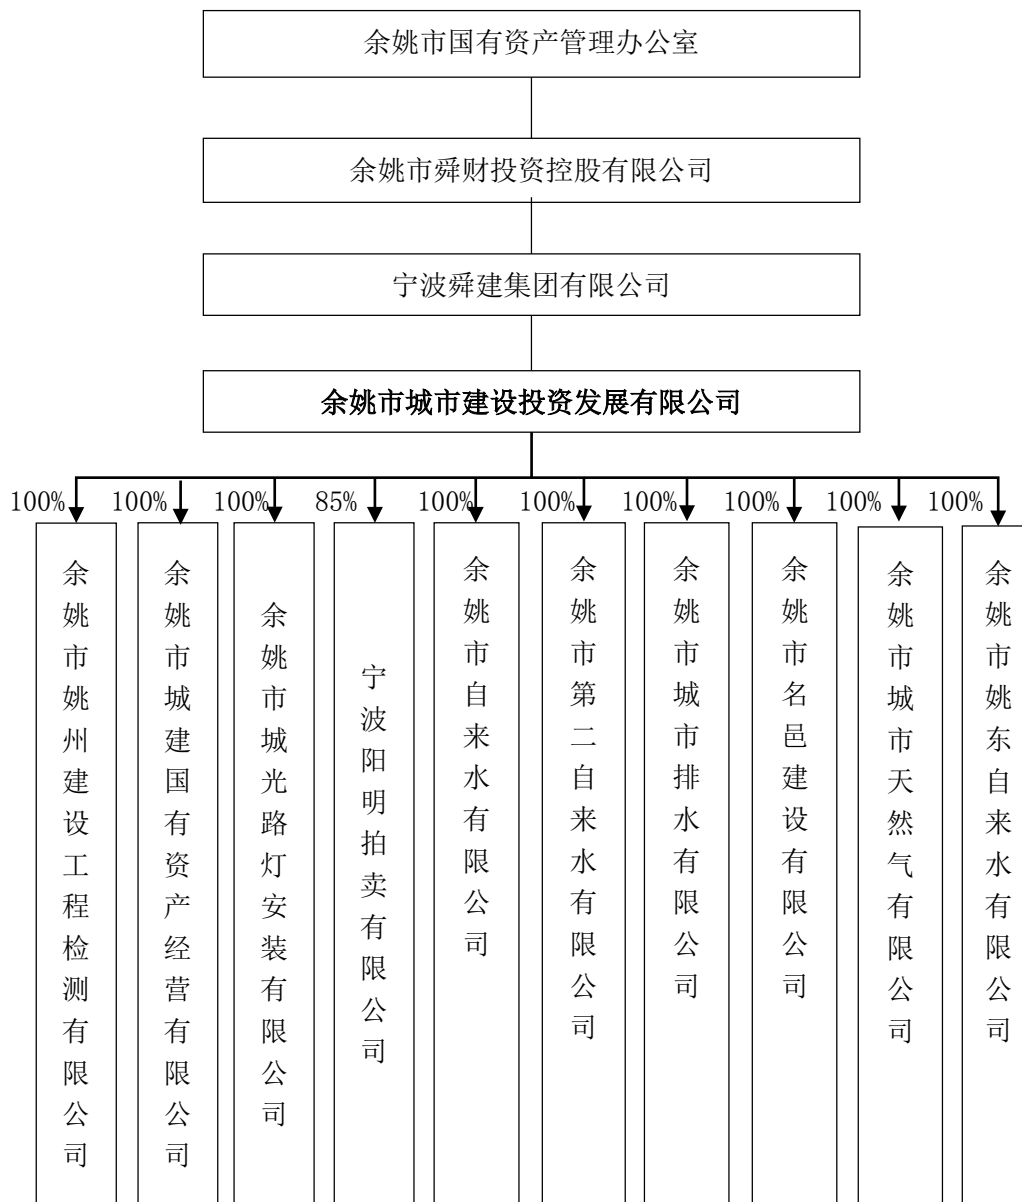 余姚市国有资产管理办公室
余姚市舜财投资控股有限公司
宁波舜建集团有限公司
余姚市城市建设投资发展有限公司
100%
100%
100%
85%
100%
100%
100%
100%
100%
100%
余姚市姚州建设工程检测有限公司
余姚市城建国有资产经营有限公司
余姚市城光路灯安装有限公司
宁波阳明拍卖有限公司
余姚市自来水有限公司
余姚市第二自来水有限公司
余姚市城市排水有限公司
余姚市名邑建设有限公司
余姚市城市天然气有限公司
余姚市姚东自来水有限公司